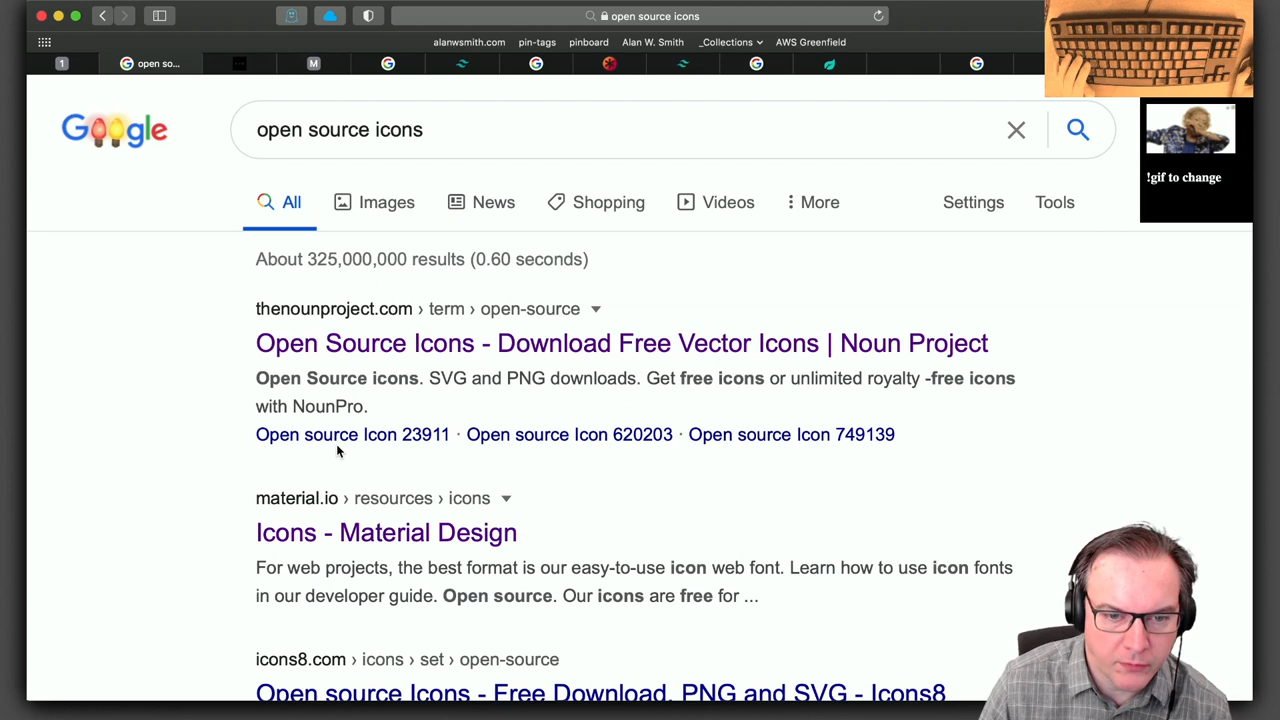 open source icons
alanwsmith.com pin-tags pinboard Alan W. Smith _Collections AWS Greenfield
1 open so... M
Google open source icons
!gif to change
All Images News Shopping Videos More Settings Tools
About 325,000,000 results (0.60 seconds)
thenounproject.com › term › open-source
Open Source Icons - Download Free Vector Icons | Noun Project
Open Source icons. SVG and PNG downloads. Get free icons or unlimited royalty -free icons
with NounPro.
Open source Icon 23911 · Open source Icon 620203 · Open source Icon 749139
material.io › resources › icons
Icons - Material Design
For web projects, the best format is our easy-to-use icon web font. Learn how to use icon fonts
in our developer guide. Open source. Our icons are free for ...
icons8.com › icons › set › open-source
Open source Icons - Free Download, PNG and SVG - Icons8